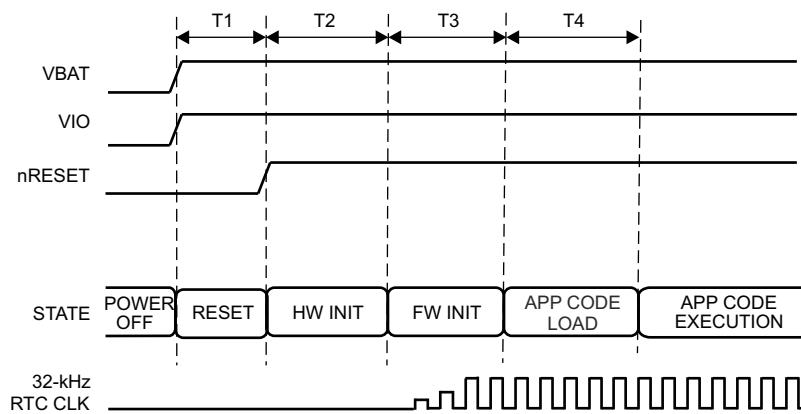 T1 T2 T3 T4
VBAT
VIO
nRESET
STATE
POWER
OFF
RESET
HW INIT
FW INIT
APP CODE
LOAD
APP CODE
EXECUTION
32-kHz
RTC CLK